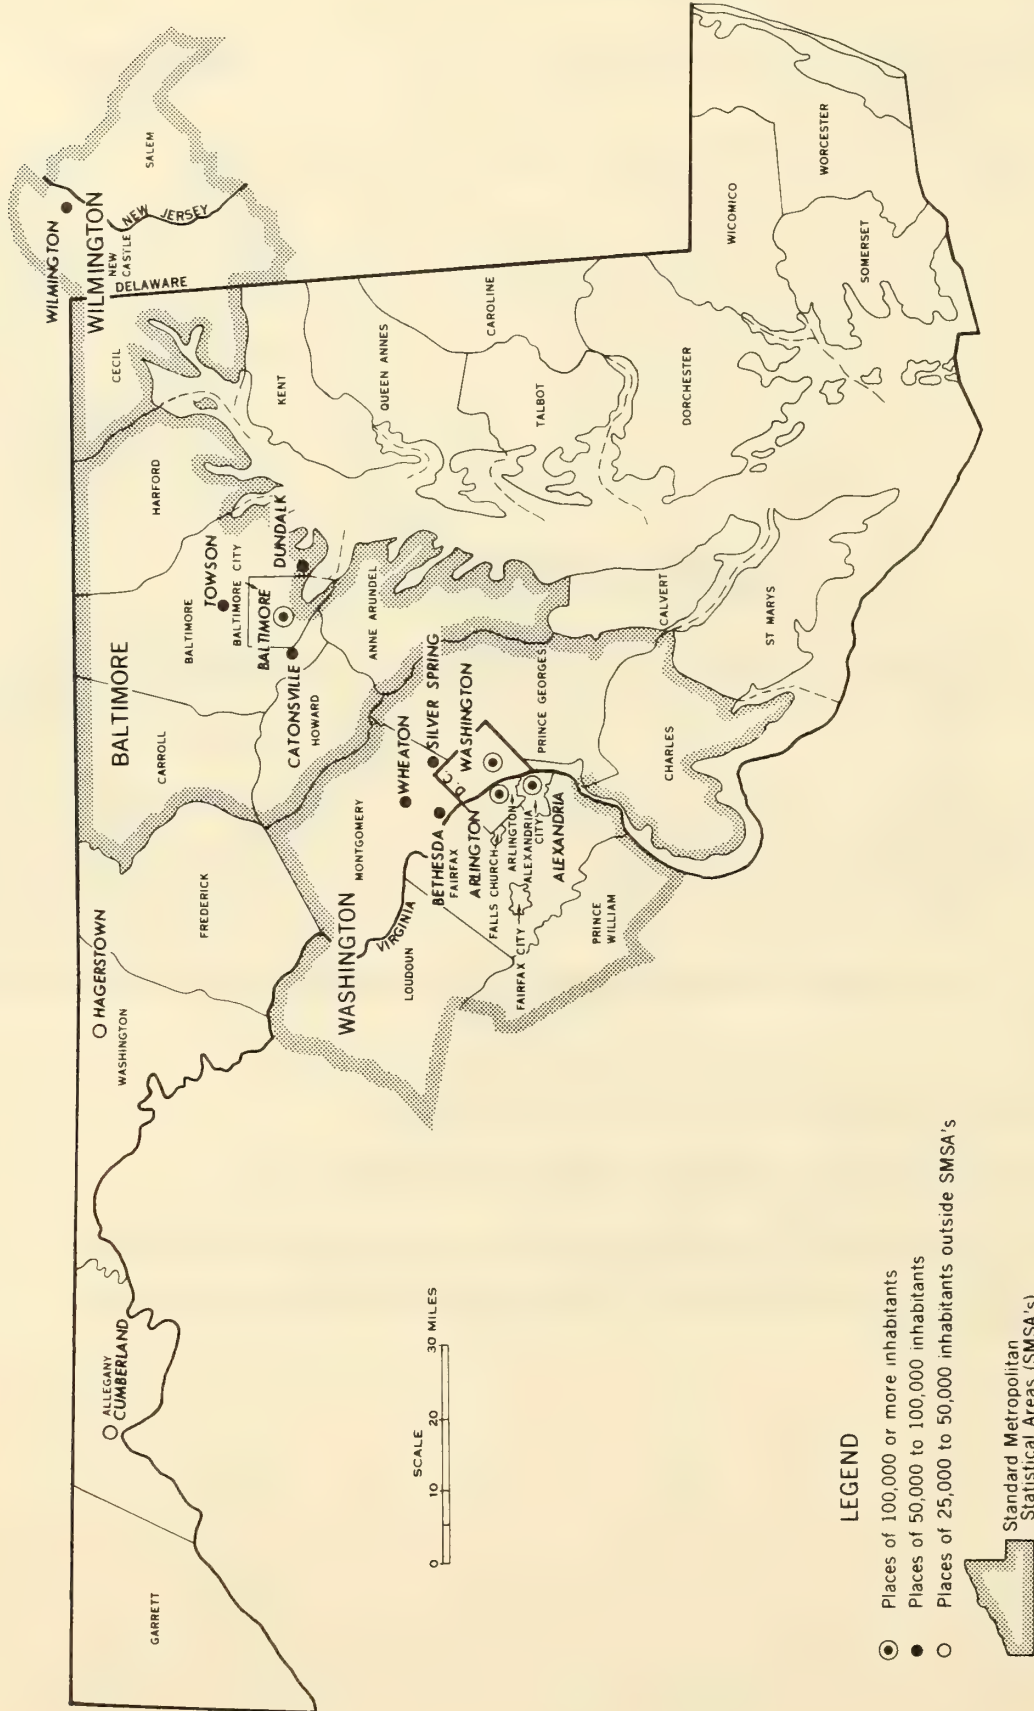 WILMINGTON
WILMINGTON
NEW
CASTLE
DELAWARE
NEW JERSEY
SALEM
CECIL
HARFORD
KENT
QUEEN ANNES
CAROLINE
TALBOT
DORCHESTER
WICOMICO
WORCESTER
SOMERSET
BALTIMORE
BALTIMORE
TOWSON
BALTIMORE CITY
BALTIMORE
DUNDALK
CATONSVILLE
HOWARD
CARROLL
ANNE ARUNDEL
CALVERT
ST MARYS
CHARLES
PRINCE GEORGES
SILVER SPRING
WHEATON
WASHINGTON
D. C.
BETHESDA
FAIRFAX
ARLINGTON
FALLS CHURCH
ARLINGTON
ALEXANDRIA
CITY
ALEXANDRIA
FAIRFAX CITY
PRINCE
WILLIAM
MONTGOMERY
WASHINGTON
VIRGINIA
LOUDOUN
FREDERICK
HAGERSTOWN
WASHINGTON
ALLEGANY
CUMBERLAND
GARRETT
SCALE
0 10 20 30 MILES
LEGEND
Places of 100,000 or more inhabitants
Places of 50,000 to 100,000 inhabitants
Places of 25,000 to 50,000 inhabitants outside SMSA's
Standard Metropolitan
Statistical Areas (SMSA's)